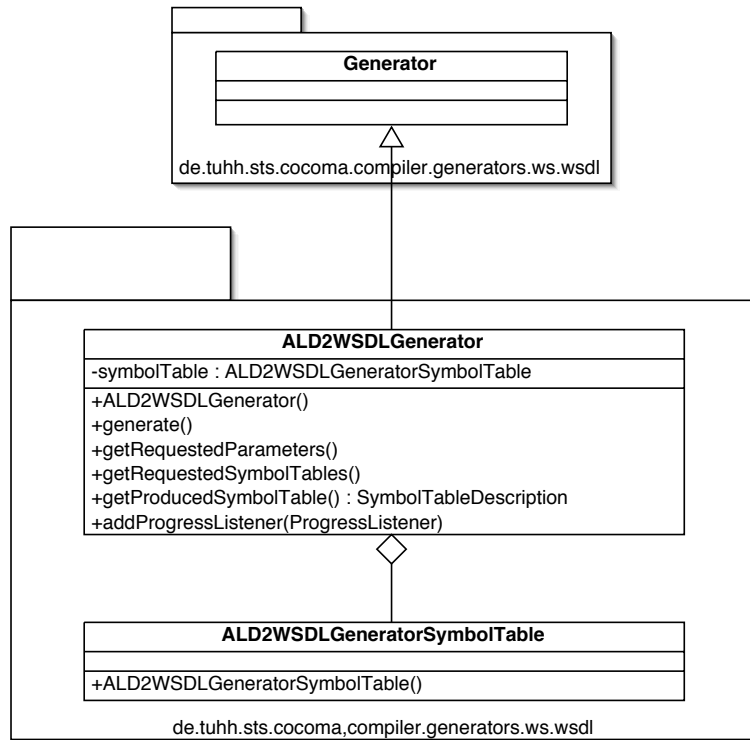 Generator
de.tuhh.sts.cocoma.compiler.generators.ws.wsdl
ALD2WSDLGenerator
-symbolTable : ALD2WSDLGeneratorSymbolTable
+ALD2WSDLGenerator()
+generate()
+getRequestedParameters()
+getRequestedSymbolTables()
+getProducedSymbolTable() : SymbolTableDescription
+addProgressListener(ProgressListener)
ALD2WSDLGeneratorSymbolTable
+ALD2WSDLGeneratorSymbolTable()
de.tuhh.sts.cocoma,compiler.generators.ws.wsdl